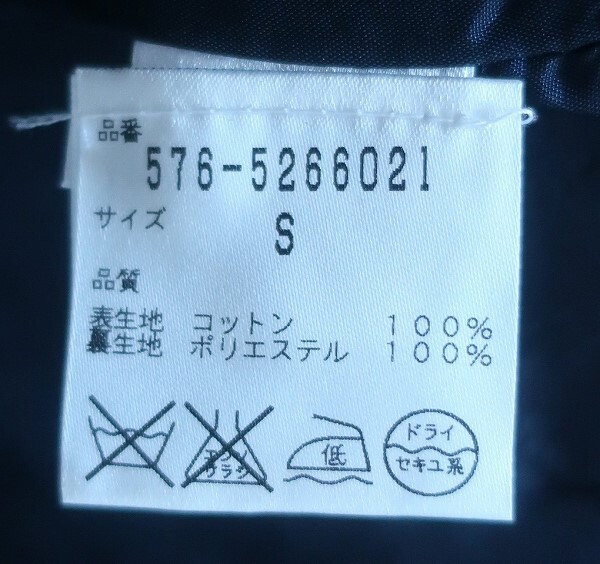 品番
576-5266021
サイズ
S
品質
表生地 コットン 100%
裏生地 ポリエステル 100%
エンソ
サラシ
低
ドライ
セキユ系